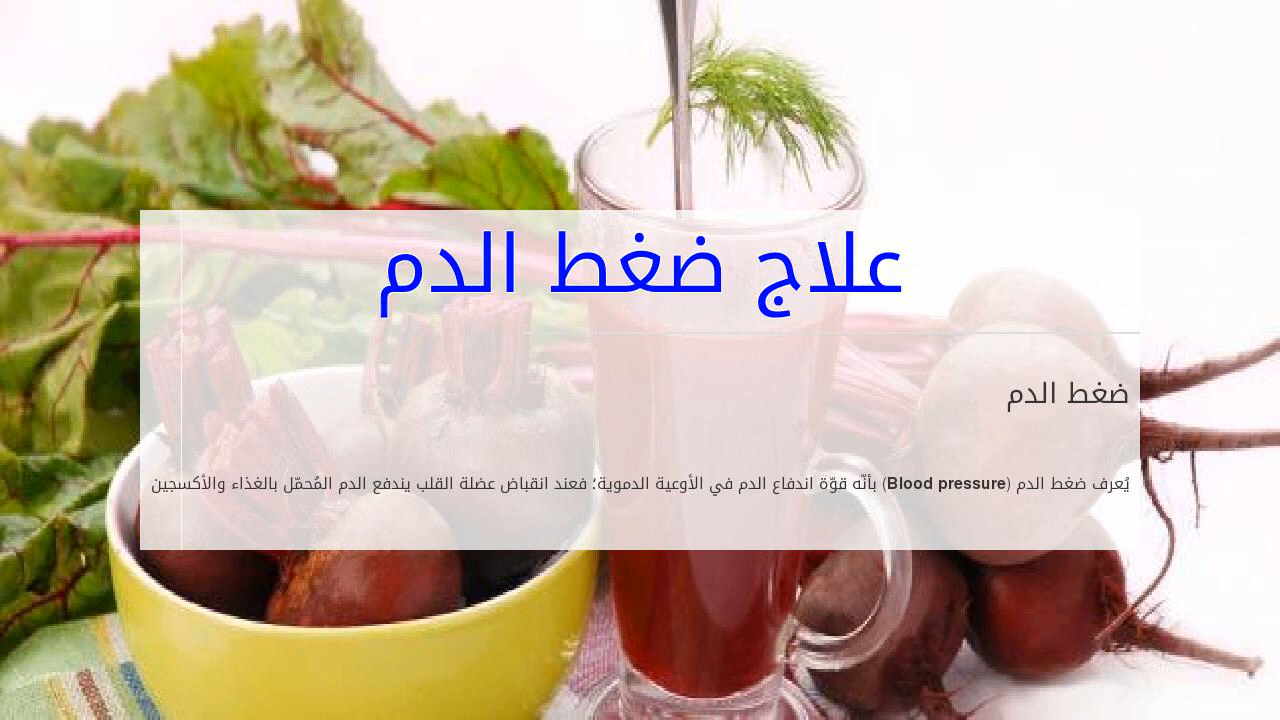 علاج ضغط الدم
ضغط الدم
يُعرف ضغط الدم (Blood pressure) بأنّه قوّة اندفاع الدم في الأوعية الدموية؛ فعند انقباض عضلة القلب يندفع الدم المُحمّل بالغذاء والأكسجين